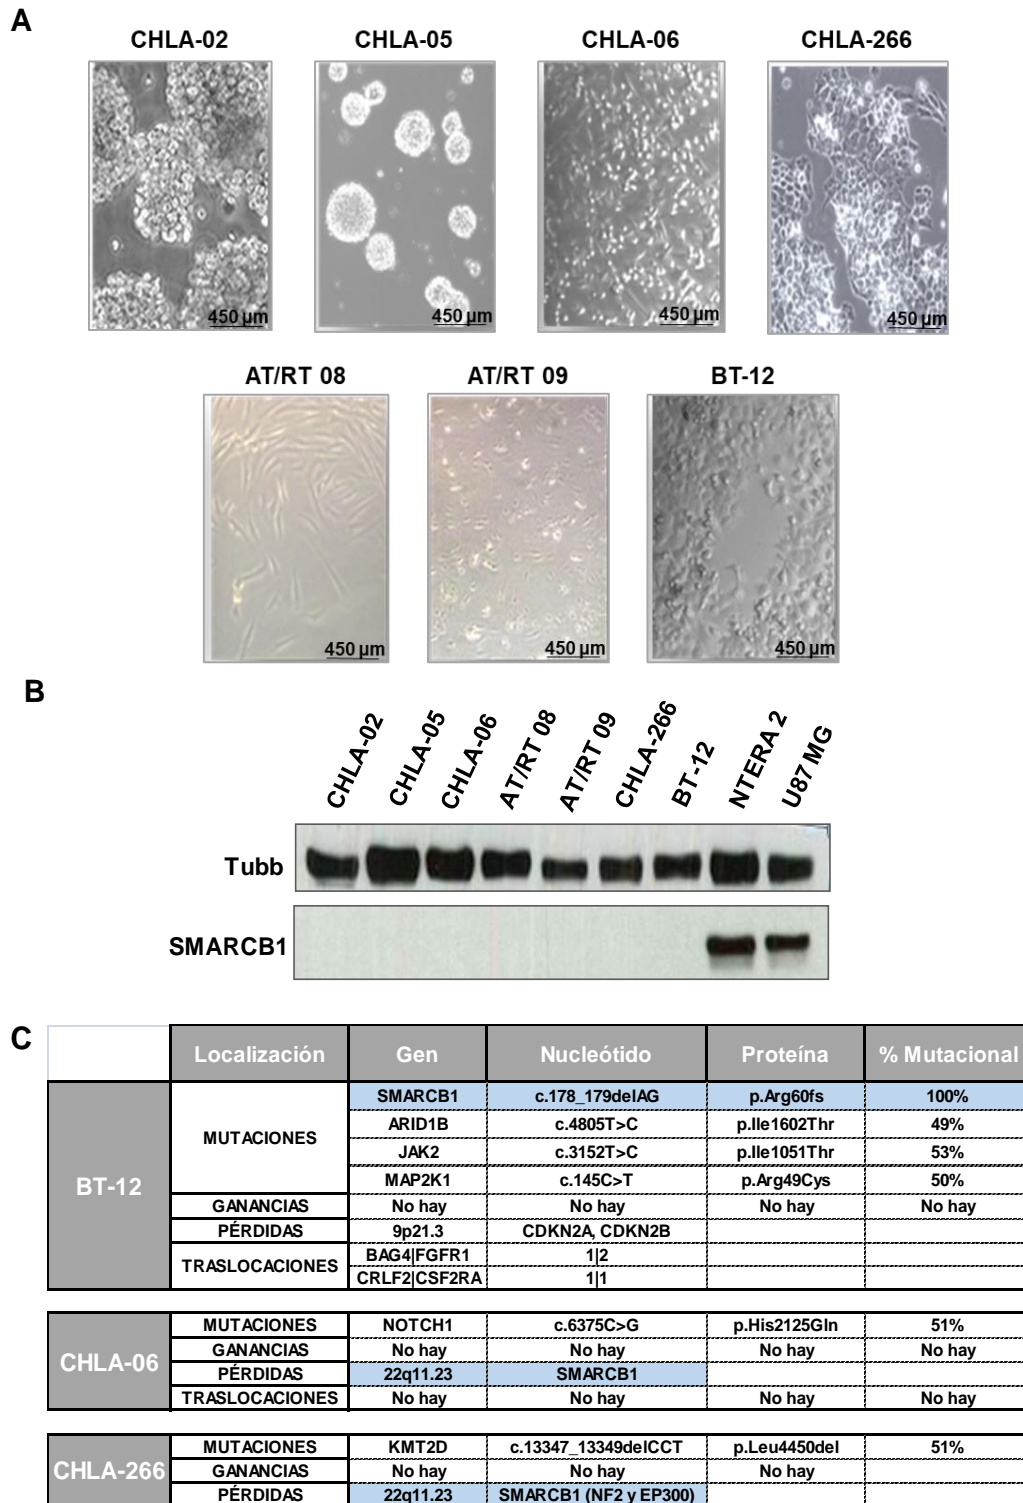 A
CHLA-02 CHLA-05 CHLA-06 CHLA-266
450 µm 450 µm 450 µm 450 µm
AT/RT 08 AT/RT 09 BT-12
450 µm 450 µm 450 µm
B
CHLA-02 CHLA-05 CHLA-06 AT/RT 08 AT/RT 09 CHLA-266 BT-12 NTERA 2 U87 MG
Tubb
SMARCB1
C
Localización Gen Nucleótido Proteína % Mutacional
BT-12
MUTACIONES
SMARCB1 c.178_179delAG p.Arg60fs 100%
ARID1B c.4805T>C p.Ile1602Thr 49%
JAK2 c.3152T>C p.Ile1051Thr 53%
MAP2K1 c.145C>T p.Arg49Cys 50%
GANANCIAS No hay No hay No hay No hay
PÉRDIDAS 9p21.3 CDKN2A, CDKN2B
TRASLOCACIONES
BAG4|FGFR1 1|2
CRLF2|CSF2RA 1|1
CHLA-06
MUTACIONES NOTCH1 c.6375C>G p.His2125Gln 51%
GANANCIAS No hay No hay No hay No hay
PÉRDIDAS 22q11.23 SMARCB1
TRASLOCACIONES No hay No hay No hay No hay
CHLA-266
MUTACIONES KMT2D c.13347_13349delCCT p.Leu4450del 51%
GANANCIAS No hay No hay No hay
PÉRDIDAS 22q11.23 SMARCB1 (NF2 y EP300)